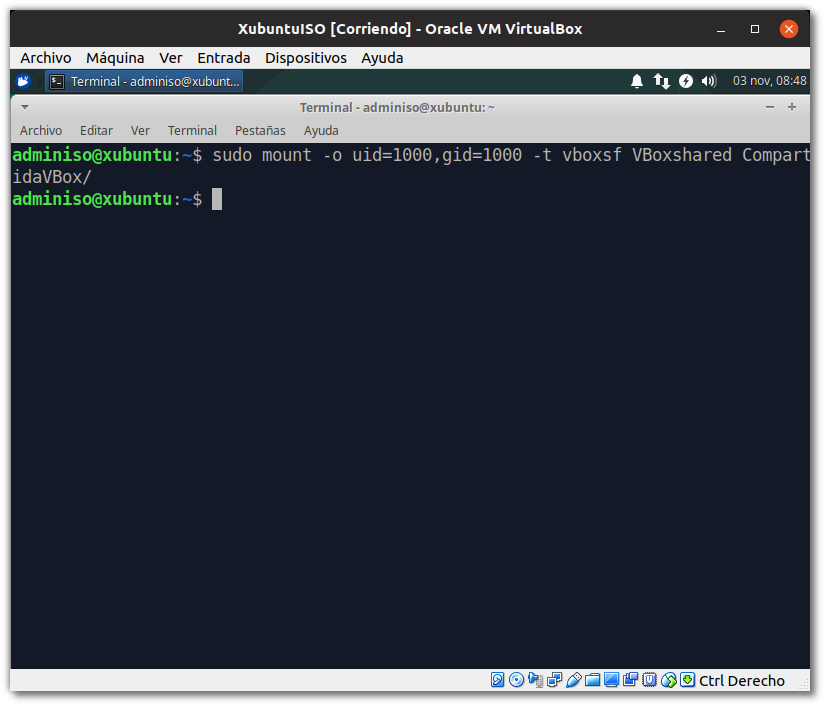 XubuntuISO [Corriendo] - Oracle VM VirtualBox
Archivo Máquina Ver Entrada Dispositivos Ayuda
Terminal - adminiso@xubunt... 03 nov, 08:48
Terminal - adminiso@xubuntu: ~
Archivo Editar Ver Terminal Pestañas Ayuda
adminiso@xubuntu:~$ sudo mount -o uid=1000,gid=1000 -t vboxsf VBoxshared Compart
idaVBox/
adminiso@xubuntu:~$
Ctrl Derecho